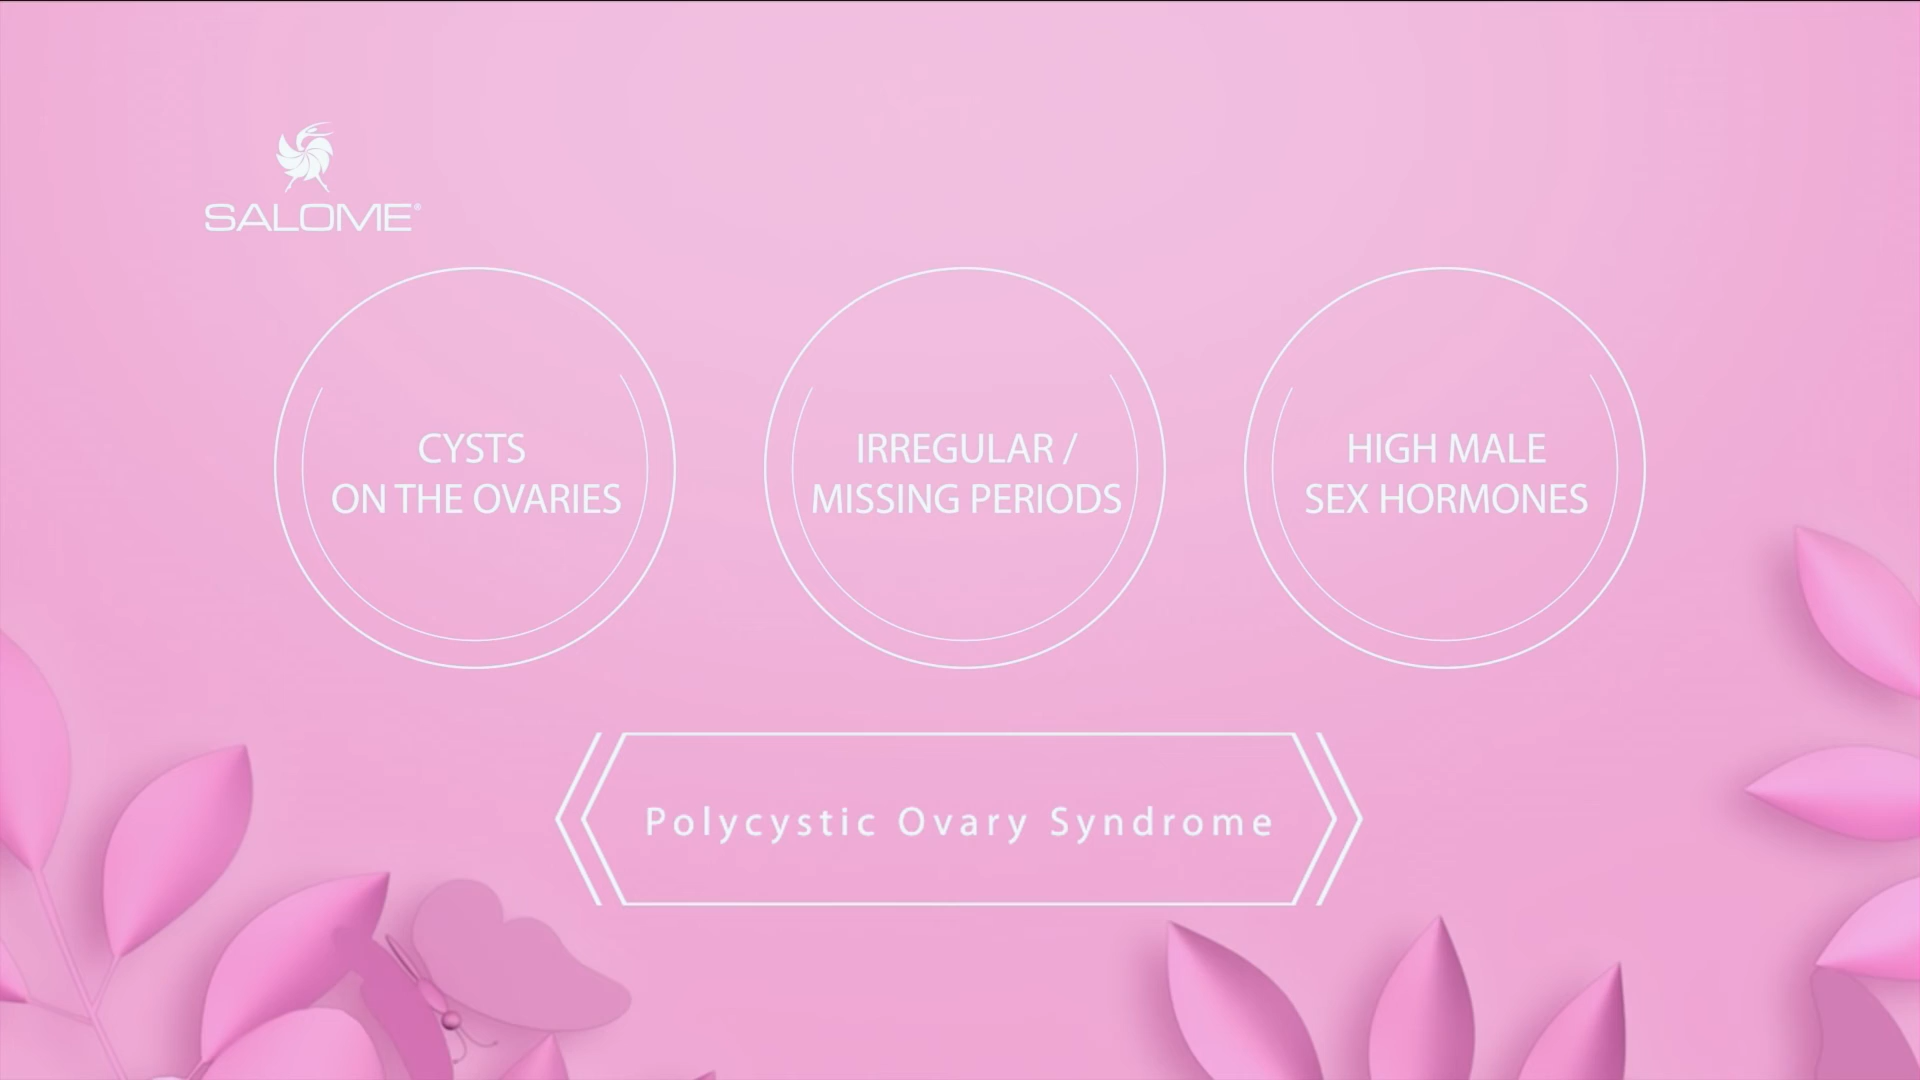 SALOME®
CYSTS
ON THE OVARIES
IRREGULAR /
MISSING PERIODS
HIGH MALE
SEX HORMONES
Polycystic Ovary Syndrome